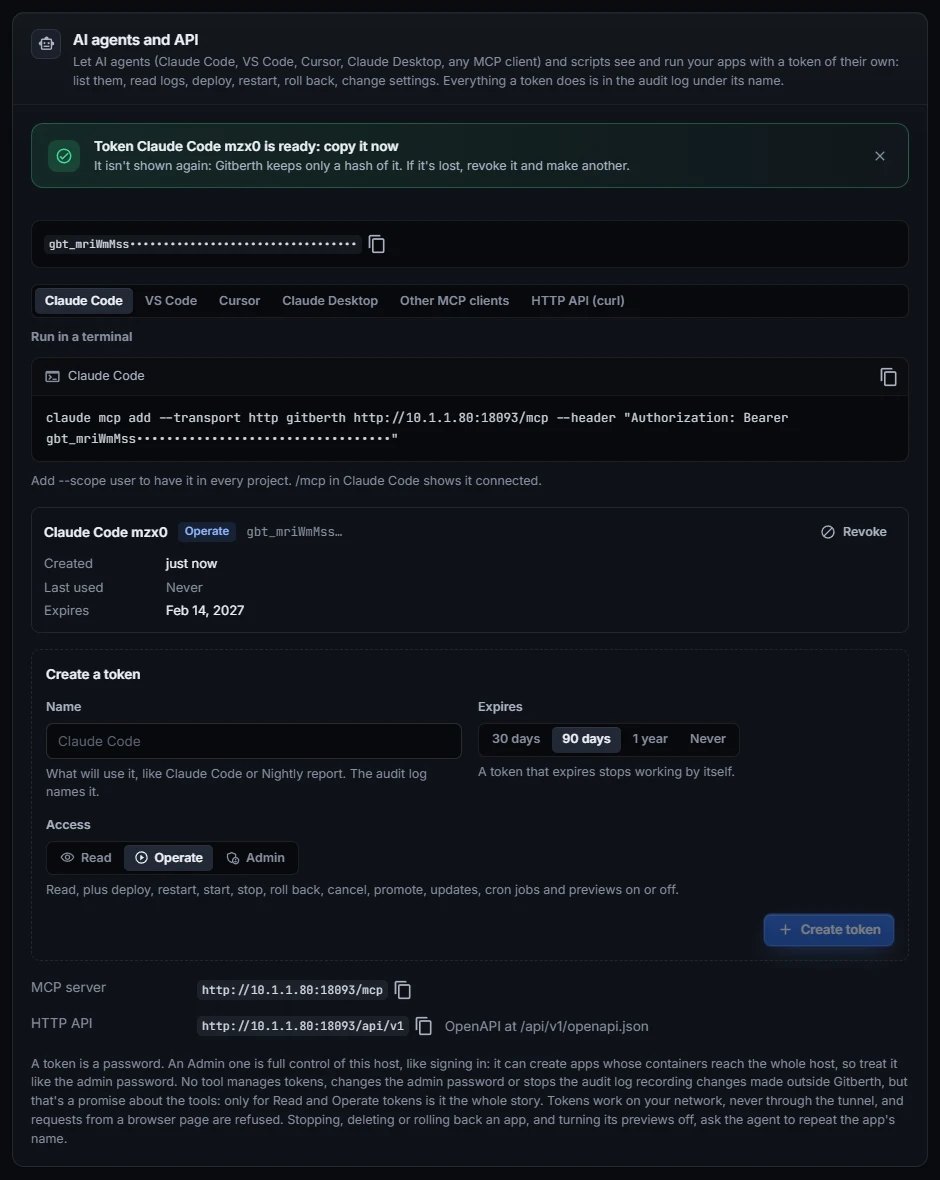 AI agents and API
Let AI agents (Claude Code, VS Code, Cursor, Claude Desktop, any MCP client) and scripts see and run your apps with a token of their own:
list them, read logs, deploy, restart, roll back, change settings. Everything a token does is in the audit log under its name.
Token Claude Code mzx0 is ready: copy it now
It isn't shown again: Gitberth keeps only a hash of it. If it's lost, revoke it and make another.
gbt_mriWmMss••••••••••••••••••••••••••••••••••
Claude Code VS Code Cursor Claude Desktop Other MCP clients HTTP API (curl)
Run in a terminal
Claude Code
claude mcp add --transport http gitberth http://10.1.1.80:18093/mcp --header "Authorization: Bearer
gbt_mriWmMss••••••••••••••••••••••••••••••••••"
Add --scope user to have it in every project. /mcp in Claude Code shows it connected.
Claude Code mzx0 Operate gbt_mriWmMss… Revoke
Created just now
Last used Never
Expires Feb 14, 2027
Create a token
Name Expires
Claude Code 30 days 90 days 1 year Never
What will use it, like Claude Code or Nightly report. The audit log
names it.
A token that expires stops working by itself.
Access
Read Operate Admin
Read, plus deploy, restart, start, stop, roll back, cancel, promote, updates, cron jobs and previews on or off.
+ Create token
MCP server http://10.1.1.80:18093/mcp
HTTP API http://10.1.1.80:18093/api/v1 OpenAPI at /api/v1/openapi.json
A token is a password. An Admin one is full control of this host, like signing in: it can create apps whose containers reach the whole host, so treat it
like the admin password. No tool manages tokens, changes the admin password or stops the audit log recording changes made outside Gitberth, but
that's a promise about the tools: only for Read and Operate tokens is it the whole story. Tokens work on your network, never through the tunnel, and
requests from a browser page are refused. Stopping, deleting or rolling back an app, and turning its previews off, ask the agent to repeat the app's
name.